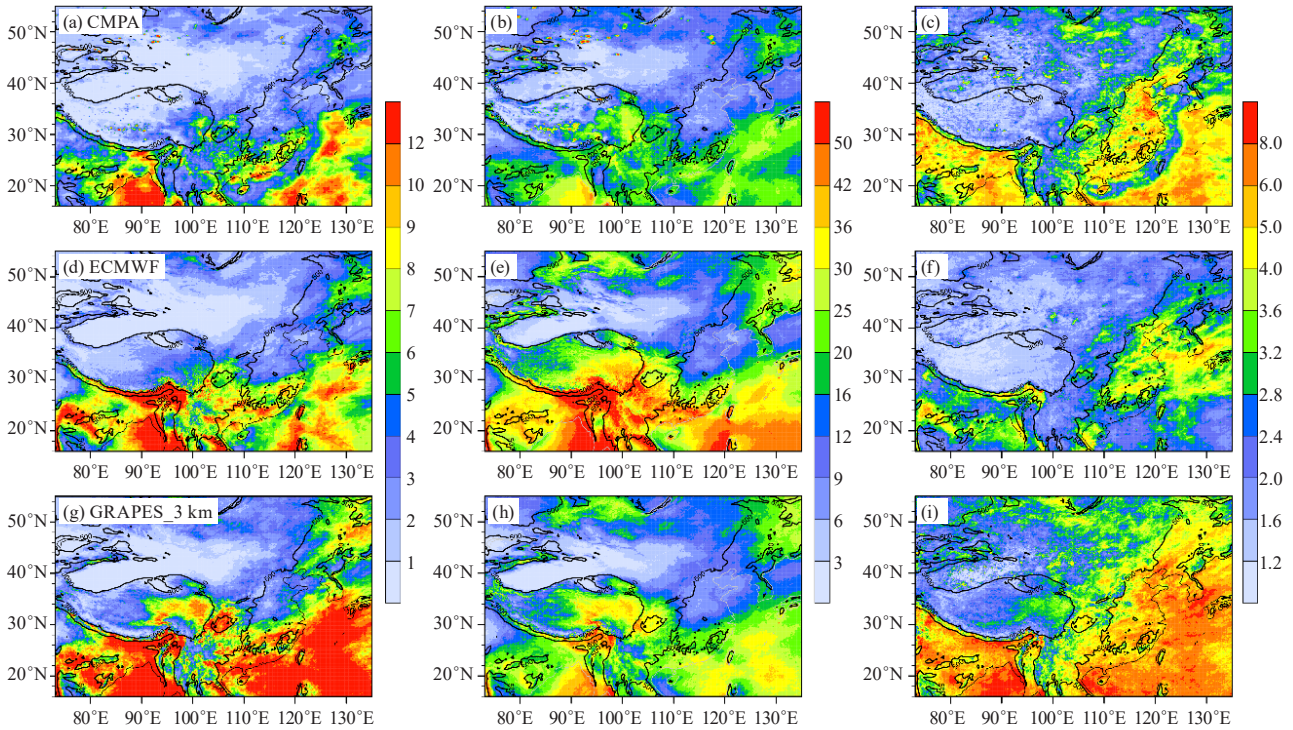 (a) CMPA
(b)
(c)
50°N
40°N
30°N
20°N
80°E 90°E 100°E 110°E 120°E 130°E
50°N
40°N
30°N
20°N
80°E 90°E 100°E 110°E 120°E 130°E
50°N
40°N
30°N
20°N
80°E 90°E 100°E 110°E 120°E 130°E
(d) ECMWF
(e)
(f)
50°N
40°N
30°N
20°N
80°E 90°E 100°E 110°E 120°E 130°E
50°N
40°N
30°N
20°N
80°E 90°E 100°E 110°E 120°E 130°E
50°N
40°N
30°N
20°N
80°E 90°E 100°E 110°E 120°E 130°E
(g) GRAPES_3 km
(h)
(i)
50°N
40°N
30°N
20°N
80°E 90°E 100°E 110°E 120°E 130°E
50°N
40°N
30°N
20°N
80°E 90°E 100°E 110°E 120°E 130°E
50°N
40°N
30°N
20°N
80°E 90°E 100°E 110°E 120°E 130°E
12
10
9
8
7
6
5
4
3
2
1
50
42
36
30
25
20
16
12
9
6
3
8.0
6.0
5.0
4.0
3.6
3.2
2.8
2.4
2.0
1.6
1.2